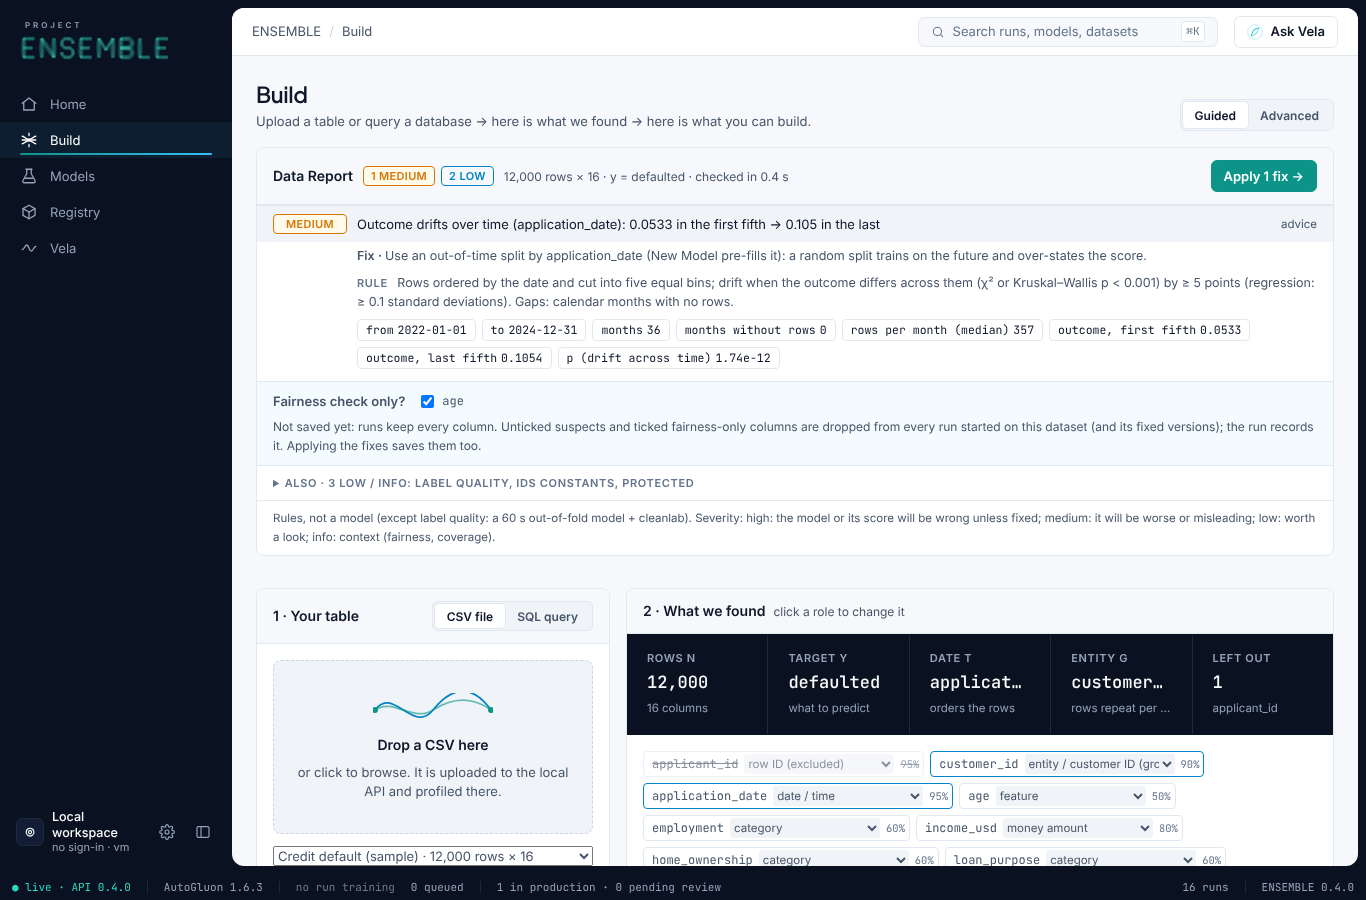 PROJECT
ENSEMBLE
Home
Build
Models
Registry
Vela
Local workspace
no sign-in · vm
ENSEMBLE / Build
Search runs, models, datasets ⌘K
Ask Vela
Build
Upload a table or query a database → here is what we found → here is what you can build.
Guided Advanced
Data Report 1 MEDIUM 2 LOW 12,000 rows × 16 · y = defaulted · checked in 0.4 s
Apply 1 fix →
MEDIUM Outcome drifts over time (application_date): 0.0533 in the first fifth → 0.105 in the last advice
Fix · Use an out-of-time split by application_date (New Model pre-fills it): a random split trains on the future and over-states the score.
RULE Rows ordered by the date and cut into five equal bins; drift when the outcome differs across them (χ² or Kruskal–Wallis p < 0.001) by ≥ 5 points (regression:
≥ 0.1 standard deviations). Gaps: calendar months with no rows.
from 2022-01-01 to 2024-12-31 months 36 months without rows 0 rows per month (median) 357 outcome, first fifth 0.0533
outcome, last fifth 0.1054 p (drift across time) 1.74e-12
Fairness check only? age
Not saved yet: runs keep every column. Unticked suspects and ticked fairness-only columns are dropped from every run started on this dataset (and its fixed versions); the run records
it. Applying the fixes saves them too.
ALSO · 3 LOW / INFO: LABEL QUALITY, IDS CONSTANTS, PROTECTED
Rules, not a model (except label quality: a 60 s out-of-fold model + cleanlab). Severity: high: the model or its score will be wrong unless fixed; medium: it will be worse or misleading; low: worth
a look; info: context (fairness, coverage).
1 · Your table CSV file SQL query
Drop a CSV here
or click to browse. It is uploaded to the local
API and profiled there.
Credit default (sample) · 12,000 rows × 16
2 · What we found click a role to change it
ROWS N TARGET Y DATE T ENTITY G LEFT OUT
12,000 defaulted applicat… customer… 1
16 columns what to predict orders the rows rows repeat per … applicant_id
applicant_id row ID (excluded) 95% customer_id entity / customer ID (grc 90%
application_date date / time 95% age feature 50%
employment category 60% income_usd money amount 80%
home_ownership category 60% loan_purpose category 60%
● live · API 0.4.0 AutoGluon 1.6.3 no run training 0 queued 1 in production · 0 pending review 16 runs ENSEMBLE 0.4.0